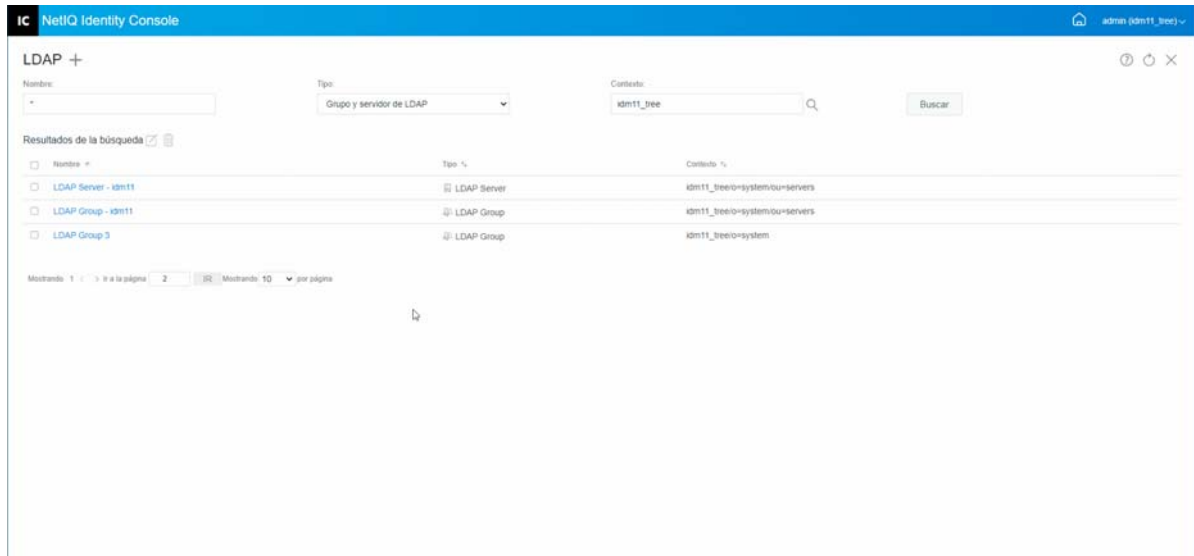 IC NetIQ Identity Console admin (idm11_tree)
LDAP
Nombre: Tipo: Contexto:
* Grupo y servidor de LDAP idm11_tree Buscar
Resultados de la búsqueda
Nombre Tipo Contexto
LDAP Server - idm11 LDAP Server idm11_tree/o=system/ou=servers
LDAP Group - idm11 LDAP Group idm11_tree/o=system/ou=servers
LDAP Group 3 LDAP Group idm11_tree/o=system
Mostrando 1 Ir a la página 2 IR Mostrando 10 por página